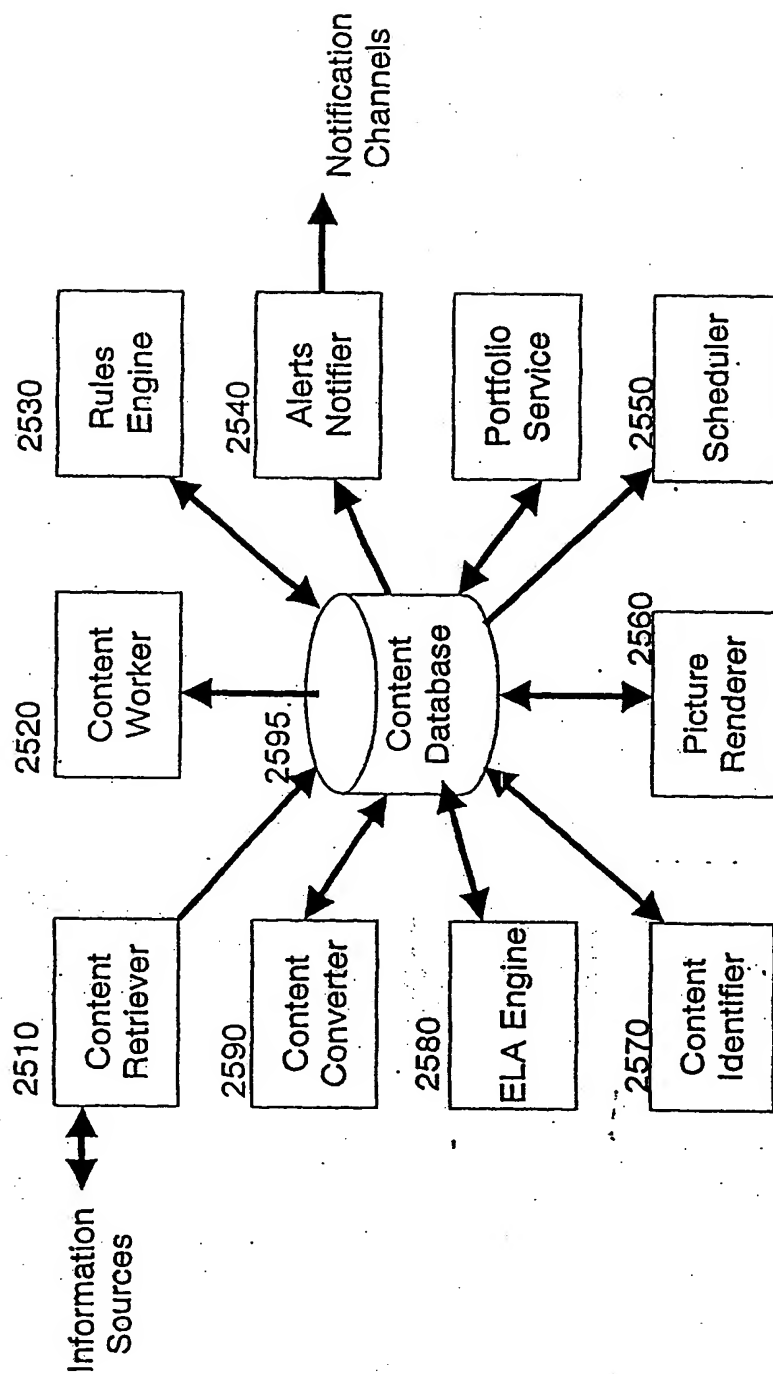 Information
Sources
2510
Content
Retriever
2520
Content
Worker
2530
Rules
Engine
2590
Content
Converter
2595
Content
Database
2540
Alerts
Notifier
Notification
Channels
2580
ELA Engine
Portfolio
Service
2570
Content
Identifier
2560
Picture
Renderer
2550
Scheduler